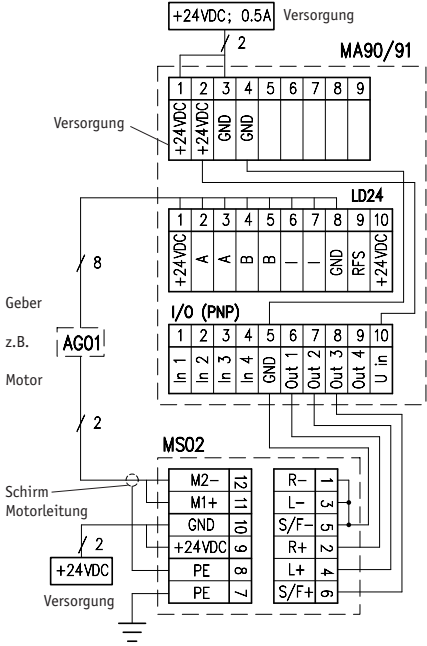 +24VDC; 0.5A Versorgung
2
MA90/91
1 2 3 4 5 6 7 8 9
+24VDC +24VDC GND GND
Versorgung
LD24
1 2 3 4 5 6 7 8 9 10
+24VDC A A B B I I GND RFS +24VDC
8
Geber
z.B.
Motor
AG01
I/O (PNP)
1 2 3 4 5 6 7 8 9 10
In 1 In 2 In 3 In 4 GND Out 1 Out 2 Out 3 Out 4 U in
2
MS02
M2- 12 R- 1
M1+ 11 L- 3
GND 10 S/F- 5
+24VDC 9 R+ 2
PE 8 L+ 4
PE 7 S/F+ 6
Schirm
Motorleitung
2
+24VDC
Versorgung